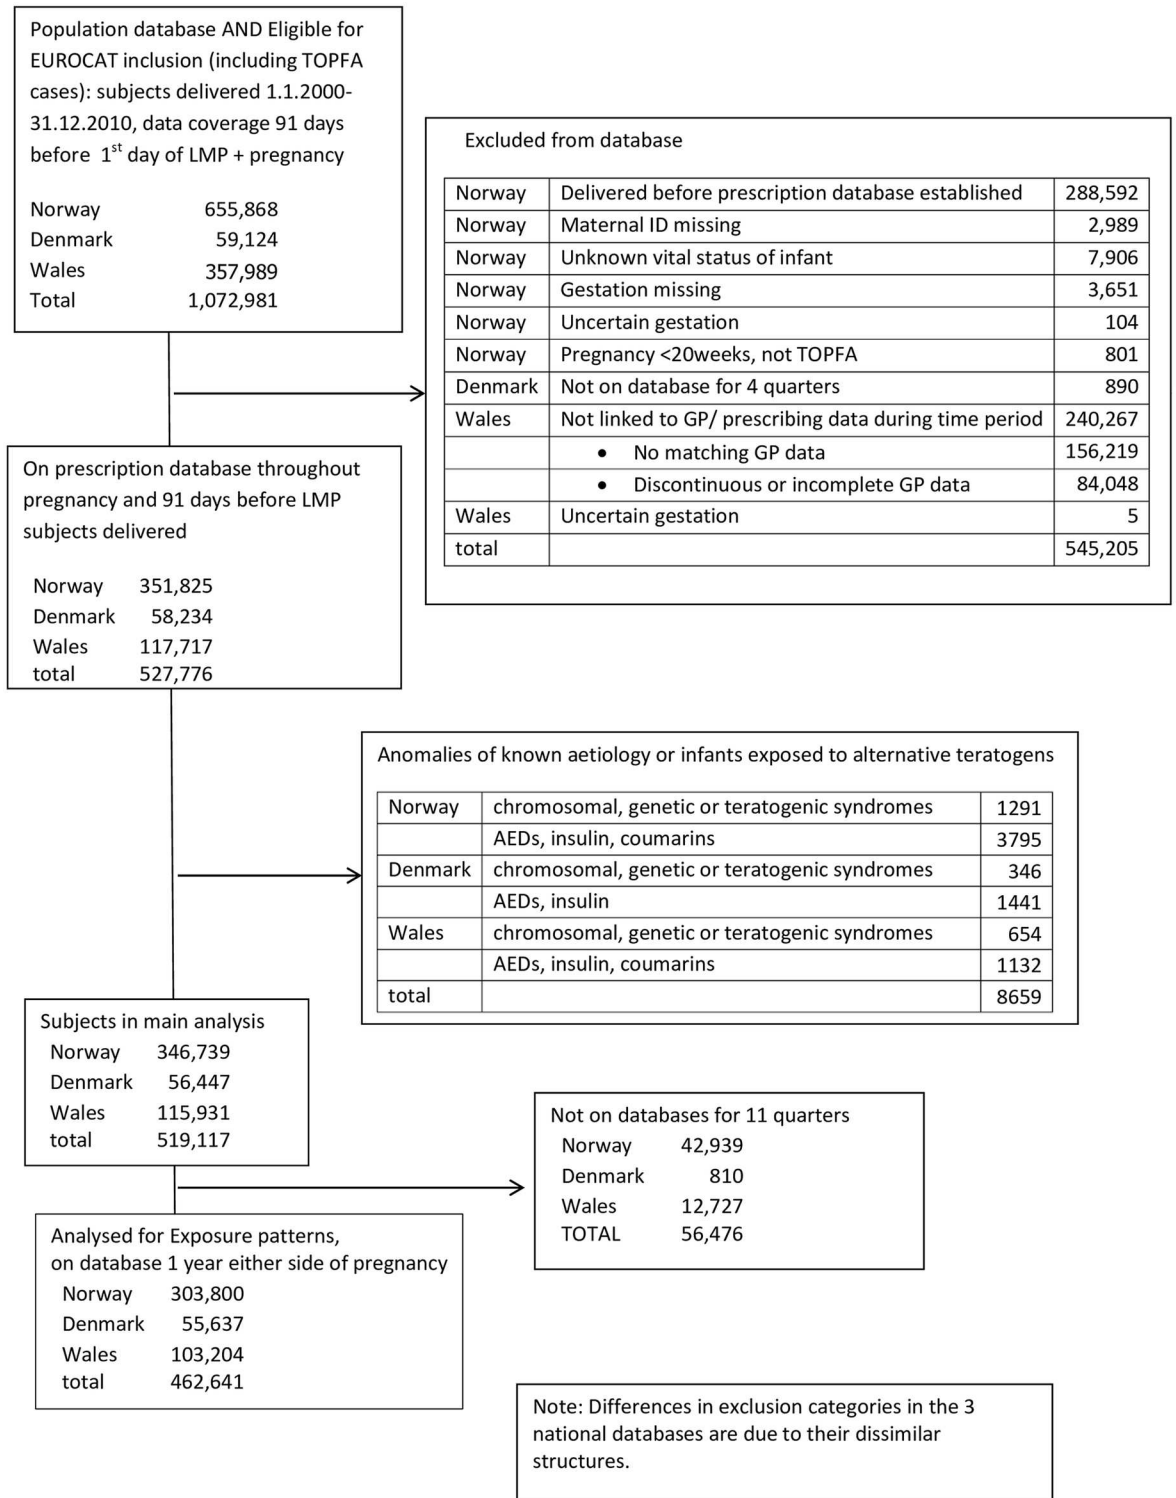 Population database AND Eligible for
EUROCAT inclusion (including TOPFA
cases): subjects delivered 1.1.2000-
31.12.2010, data coverage 91 days
before 1st day of LMP + pregnancy
Norway 655,868
Denmark 59,124
Wales 357,989
Total 1,072,981
Excluded from database
Norway Delivered before prescription database established 288,592
Norway Maternal ID missing 2,989
Norway Unknown vital status of infant 7,906
Norway Gestation missing 3,651
Norway Uncertain gestation 104
Norway Pregnancy <20weeks, not TOPFA 801
Denmark Not on database for 4 quarters 890
Wales Not linked to GP/ prescribing data during time period 240,267
• No matching GP data 156,219
• Discontinuous or incomplete GP data 84,048
Wales Uncertain gestation 5
total 545,205
On prescription database throughout
pregnancy and 91 days before LMP
subjects delivered
Norway 351,825
Denmark 58,234
Wales 117,717
total 527,776
Anomalies of known aetiology or infants exposed to alternative teratogens
Norway chromosomal, genetic or teratogenic syndromes 1291
AEDs, insulin, coumarins 3795
Denmark chromosomal, genetic or teratogenic syndromes 346
AEDs, insulin 1441
Wales chromosomal, genetic or teratogenic syndromes 654
AEDs, insulin, coumarins 1132
total 8659
Subjects in main analysis
Norway 346,739
Denmark 56,447
Wales 115,931
total 519,117
Not on databases for 11 quarters
Norway 42,939
Denmark 810
Wales 12,727
TOTAL 56,476
Analysed for Exposure patterns,
on database 1 year either side of pregnancy
Norway 303,800
Denmark 55,637
Wales 103,204
total 462,641
Note: Differences in exclusion categories in the 3
national databases are due to their dissimilar
structures.